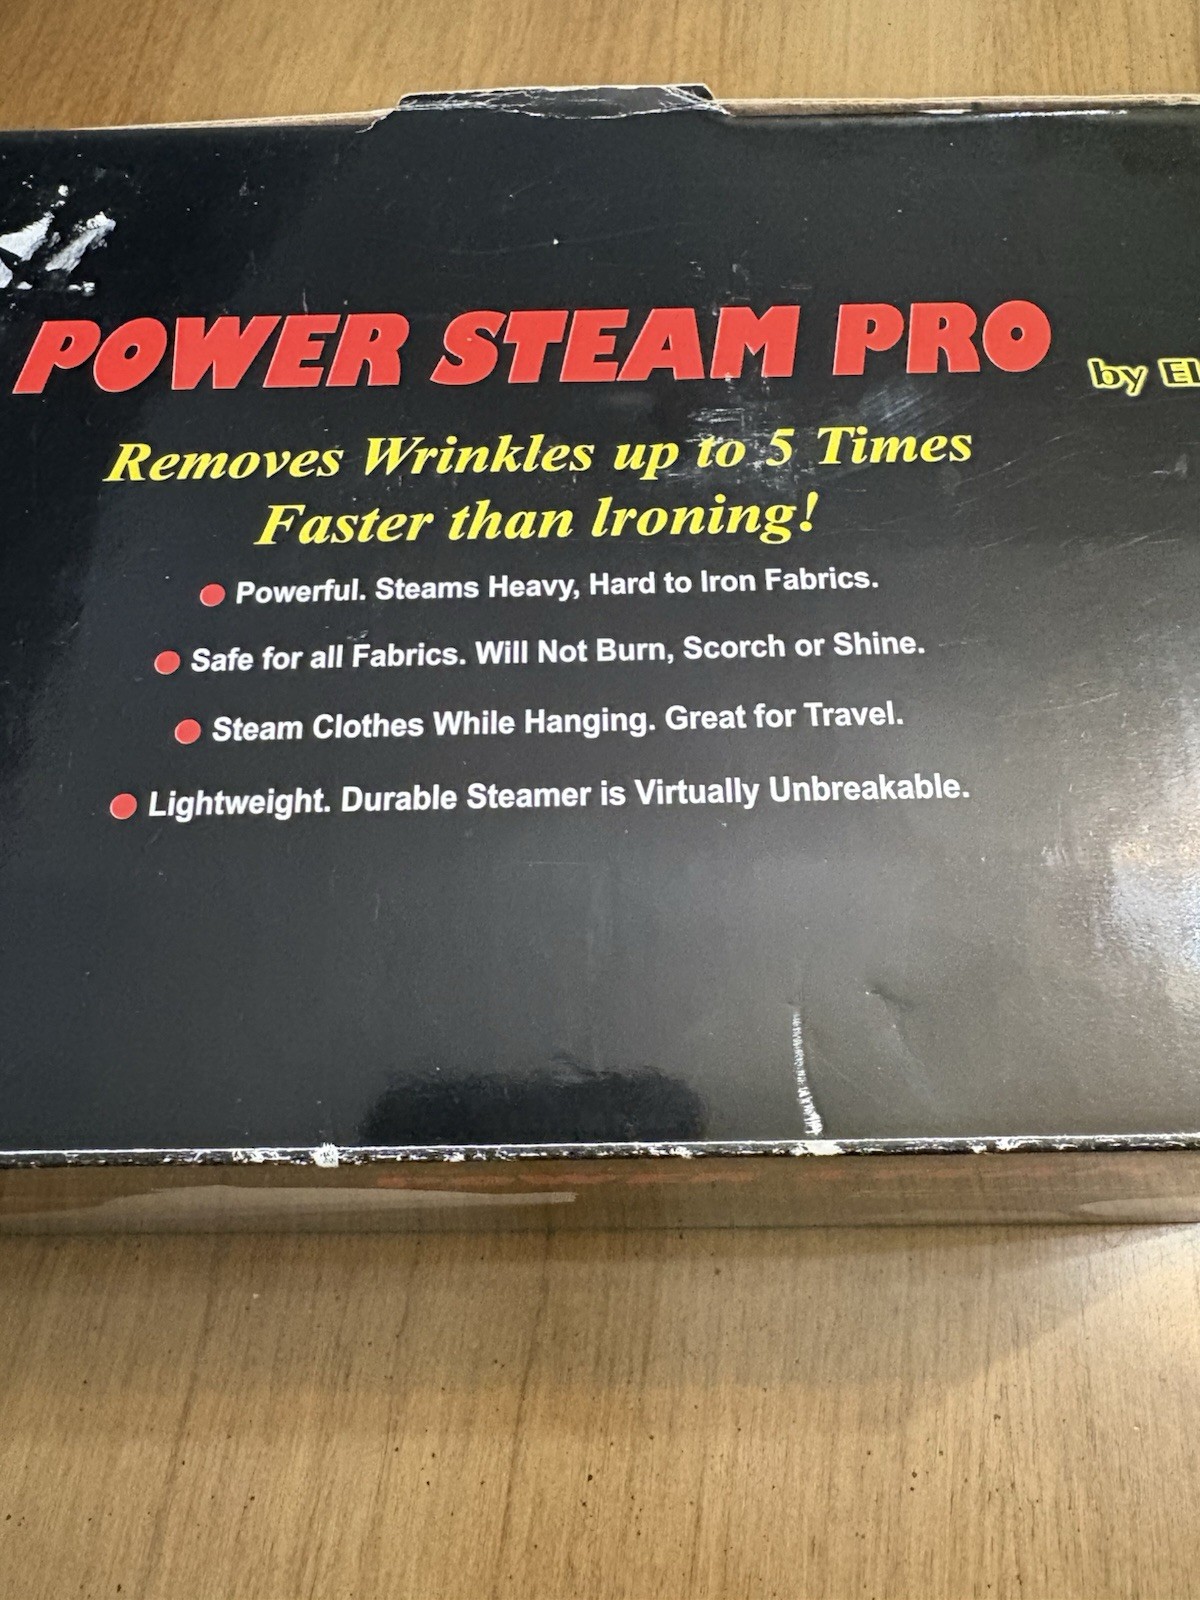 POWER STEAM PRO by
Removes Wrinkles up to 5 Times
Faster than Ironing!
Powerful. Steams Heavy, Hard to Iron Fabrics.
Safe for all Fabrics. Will Not Burn, Scorch or Shine.
Steam Clothes While Hanging. Great for Travel.
Lightweight. Durable Steamer is Virtually Unbreakable.